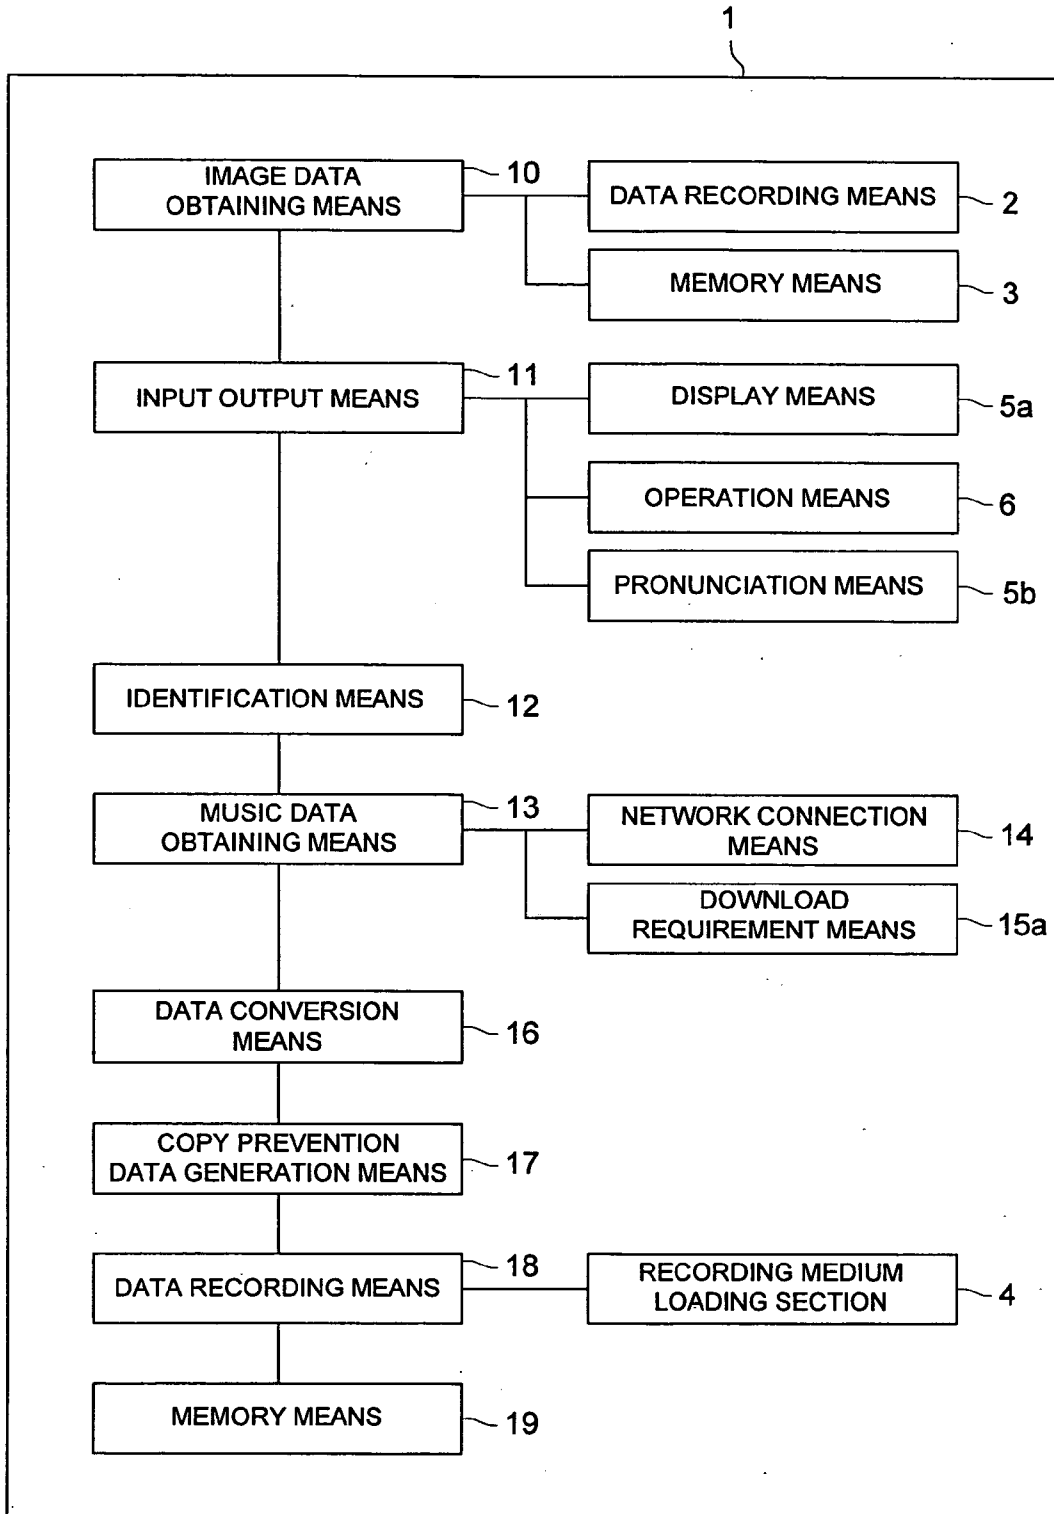 1
IMAGE DATA
OBTAINING MEANS
10
DATA RECORDING MEANS
2
MEMORY MEANS
3
INPUT OUTPUT MEANS
11
DISPLAY MEANS
5a
OPERATION MEANS
6
PRONUNCIATION MEANS
5b
IDENTIFICATION MEANS
12
MUSIC DATA
OBTAINING MEANS
13
NETWORK CONNECTION
MEANS
14
DOWNLOAD
REQUIREMENT MEANS
15a
DATA CONVERSION
MEANS
16
COPY PREVENTION
DATA GENERATION MEANS
17
DATA RECORDING MEANS
18
RECORDING MEDIUM
LOADING SECTION
4
MEMORY MEANS
19